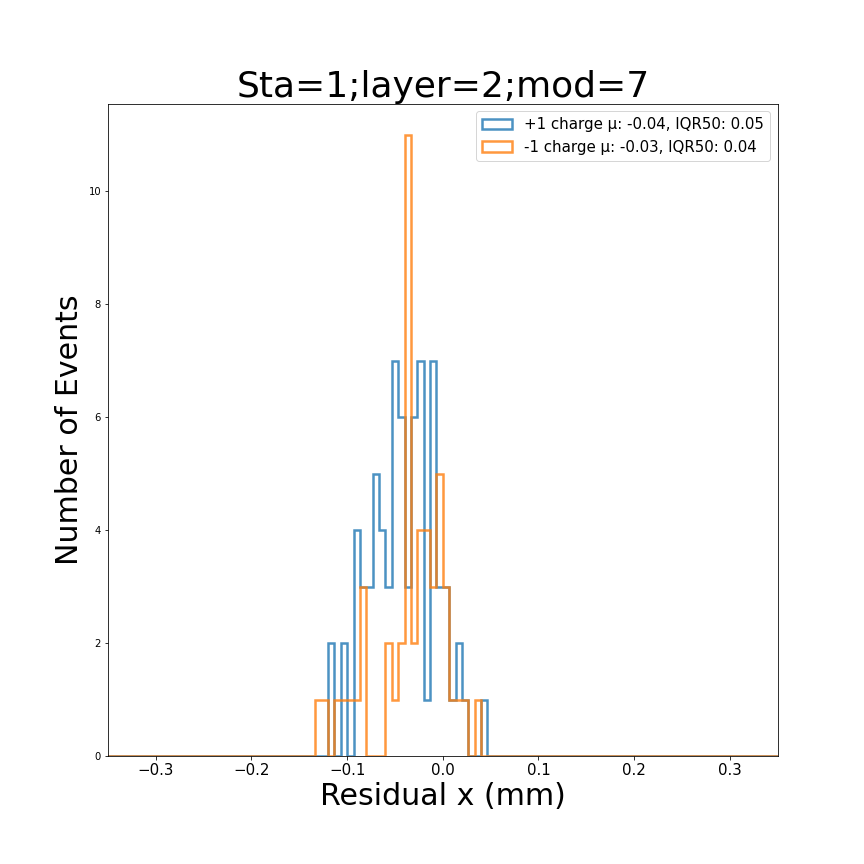 Sta=1;layer=2;mod=7
+1 charge μ: -0.04, IQR50: 0.05
-1 charge μ: -0.03, IQR50: 0.04
Number of Events
10
8
6
4
2
0
−0.3 −0.2 −0.1 0.0 0.1 0.2 0.3
Residual x (mm)